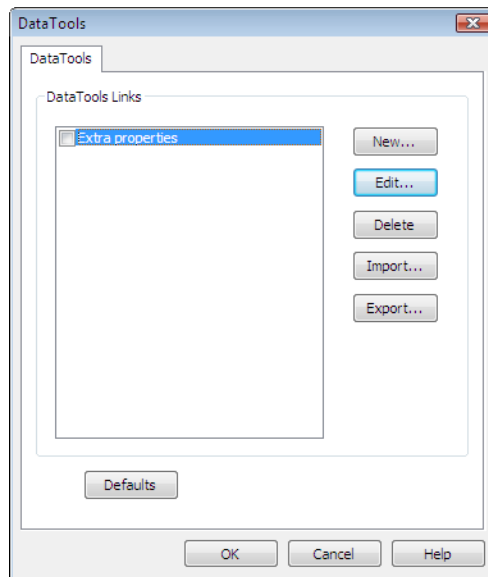 DataTools
DataTools
DataTools Links
Extra properties
New...
Edit...
Delete
Import...
Export...
Defaults
OK Cancel Help